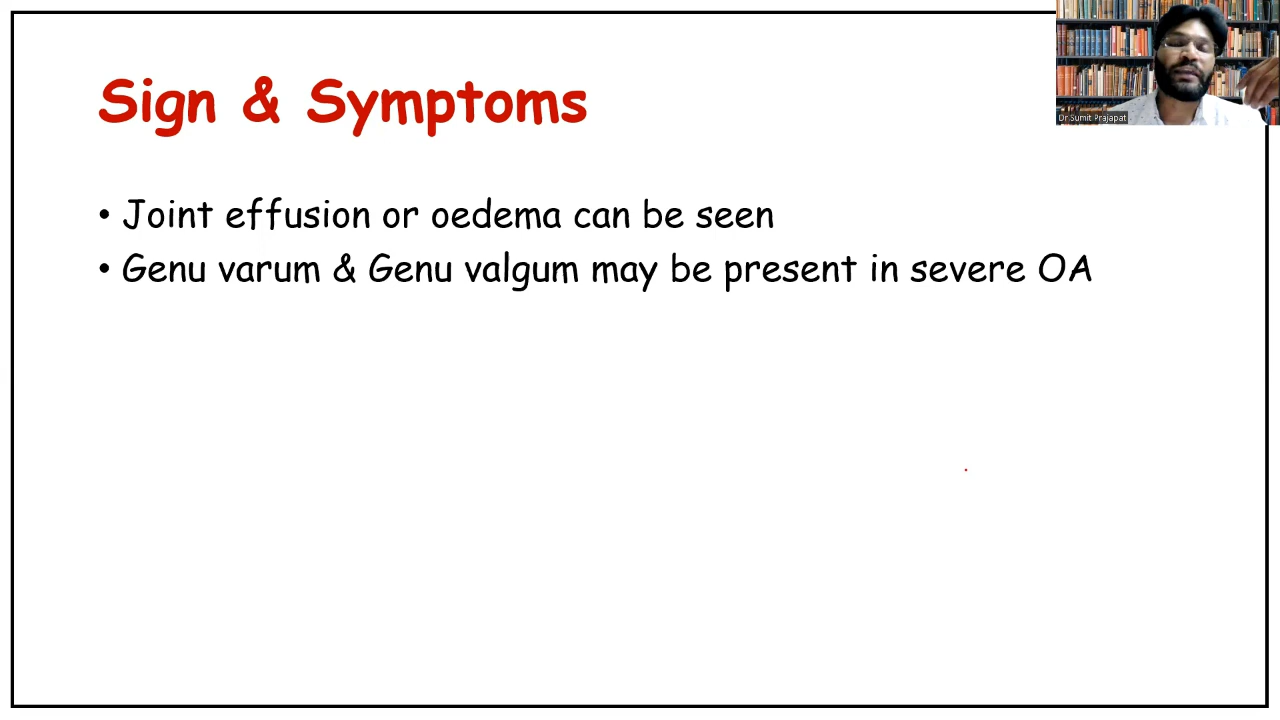 Sign & Symptoms
Dr.Sumit Prajapat
• Joint effusion or oedema can be seen
• Genu varum & Genu valgum may be present in severe OA